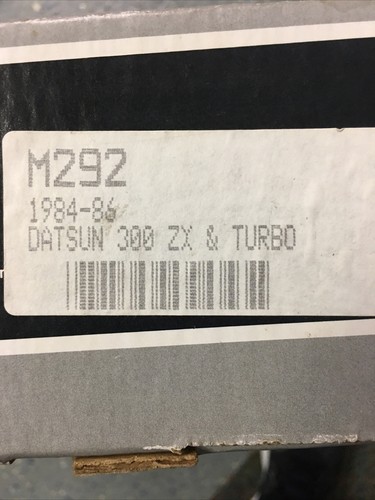 M292
1984-86
DATSUN 300 ZX & TURBO